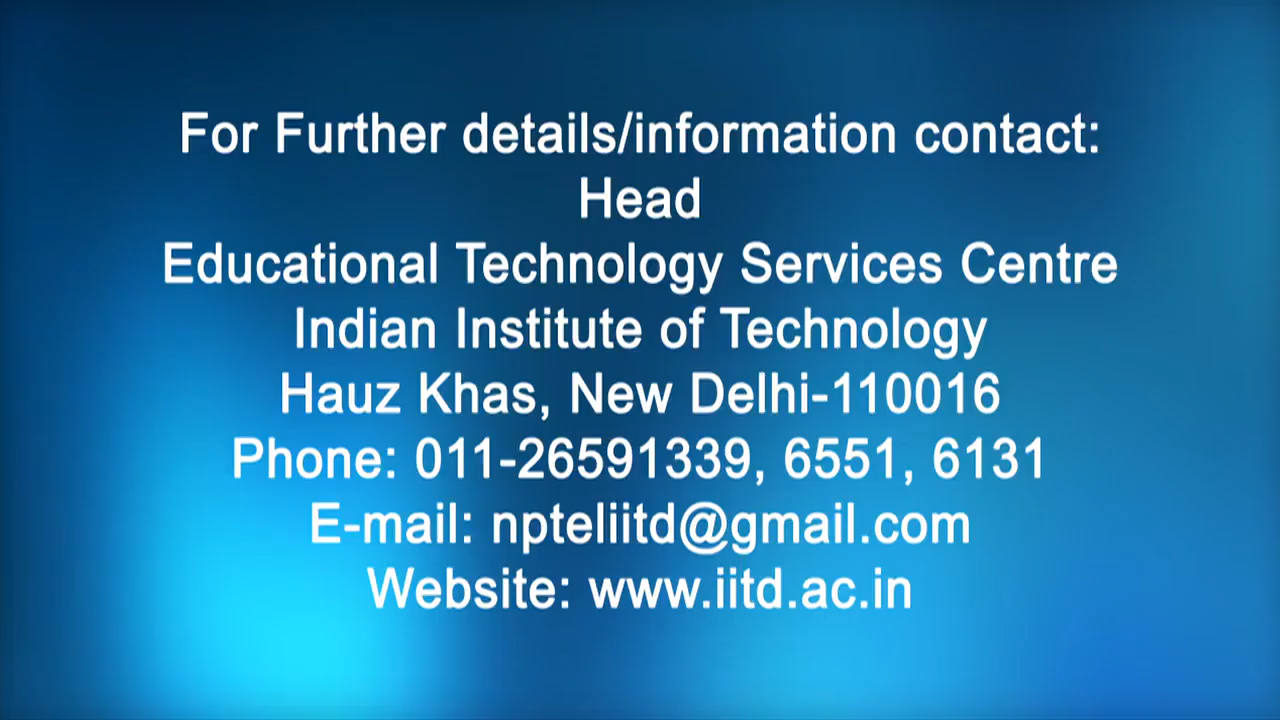 For Further details/information contact:
Head
Educational Technology Services Centre
Indian Institute of Technology
Hauz Khas, New Delhi-110016
Phone: 011-26591339, 6551, 6131
E-mail: npteliitd@gmail.com
Website: www.iitd.ac.in